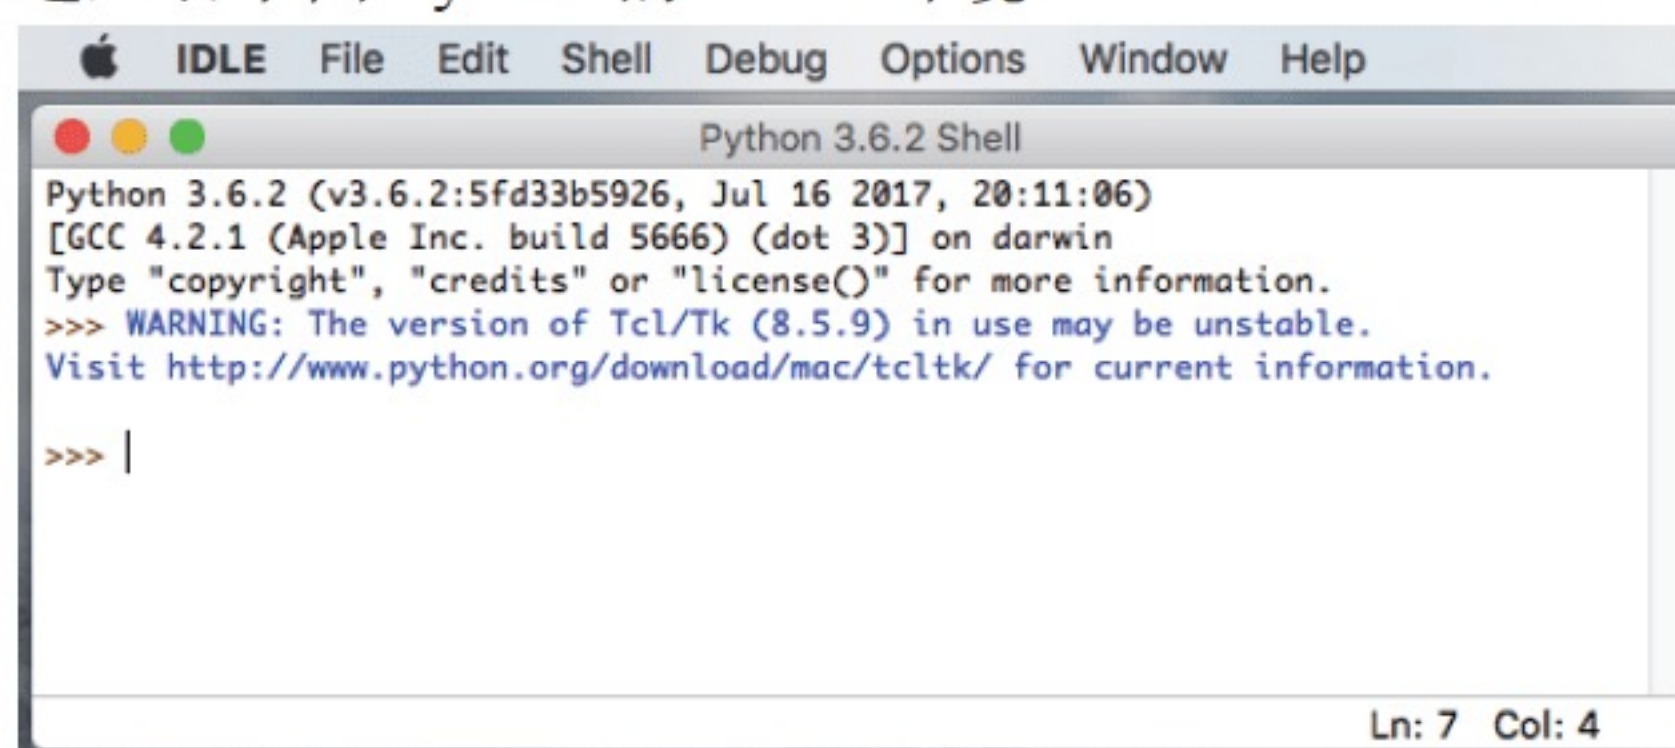 IDLE File Edit Shell Debug Options Window Help
Python 3.6.2 Shell
Python 3.6.2 (v3.6.2:5fd33b5926, Jul 16 2017, 20:11:06)
[GCC 4.2.1 (Apple Inc. build 5666) (dot 3)] on darwin
Type "copyright", "credits" or "license()" for more information.
>>> WARNING: The version of Tcl/Tk (8.5.9) in use may be unstable.
Visit http://www.python.org/download/mac/tcltk/ for current information.
>>>
Ln: 7 Col: 4